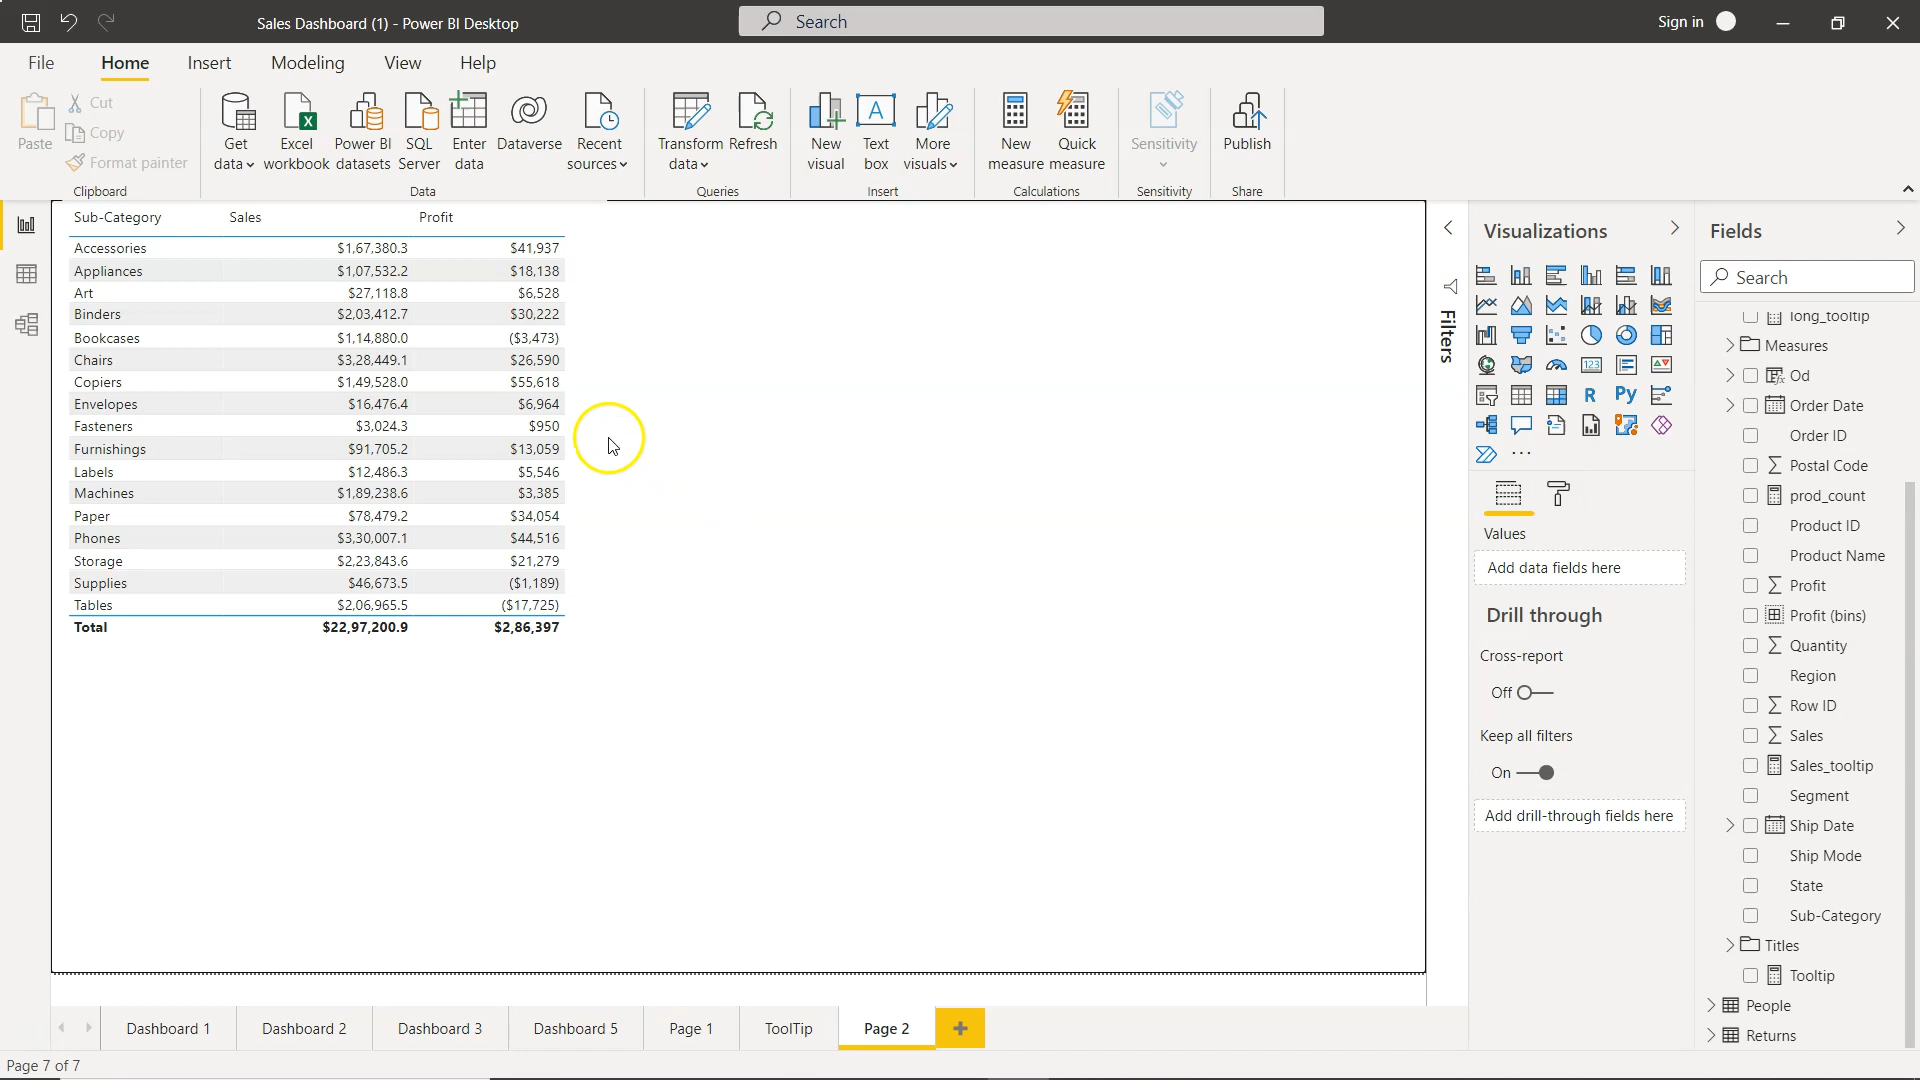 Sales Dashboard (1) - Power BI Desktop
Search
Sign in
File Home Insert Modeling View Help
Paste
Cut
Copy
Format painter
Clipboard
Get data
Excel workbook
Power BI datasets
SQL Server
Enter data
Dataverse
Recent sources
Data
Transform data
Refresh
Queries
New visual
A
Text box
More visuals
Insert
New measure
Quick measure
Calculations
Sensitivity
Sensitivity
Publish
Share
Sub-Category Sales Profit
Accessories $1,67,380.3 $41,937
Appliances $1,07,532.2 $18,138
Art $27,118.8 $6,528
Binders $2,03,412.7 $30,222
Bookcases $1,14,880.0 ($3,473)
Chairs $3,28,449.1 $26,590
Copiers $1,49,528.0 $55,618
Envelopes $16,476.4 $6,964
Fasteners $3,024.3 $950
Furnishings $91,705.2 $13,059
Labels $12,486.3 $5,546
Machines $1,89,238.6 $3,385
Paper $78,479.2 $34,054
Phones $3,30,007.1 $44,516
Storage $2,23,843.6 $21,279
Supplies $46,673.5 ($1,189)
Tables $2,06,965.5 ($17,725)
Total $22,97,200.9 $2,86,397
Filters
Visualizations
123
R
Py
...
Values
Add data fields here
Drill through
Cross-report
Off
Keep all filters
On
Add drill-through fields here
Fields
Search
long_tooltip
Measures
Od
Order Date
Order ID
Postal Code
prod_count
Product ID
Product Name
Profit
Profit (bins)
Quantity
Region
Row ID
Sales
Sales_tooltip
Segment
Ship Date
Ship Mode
State
Sub-Category
Titles
Tooltip
People
Returns
Dashboard 1 Dashboard 2 Dashboard 3 Dashboard 5 Page 1 ToolTip Page 2
Page 7 of 7